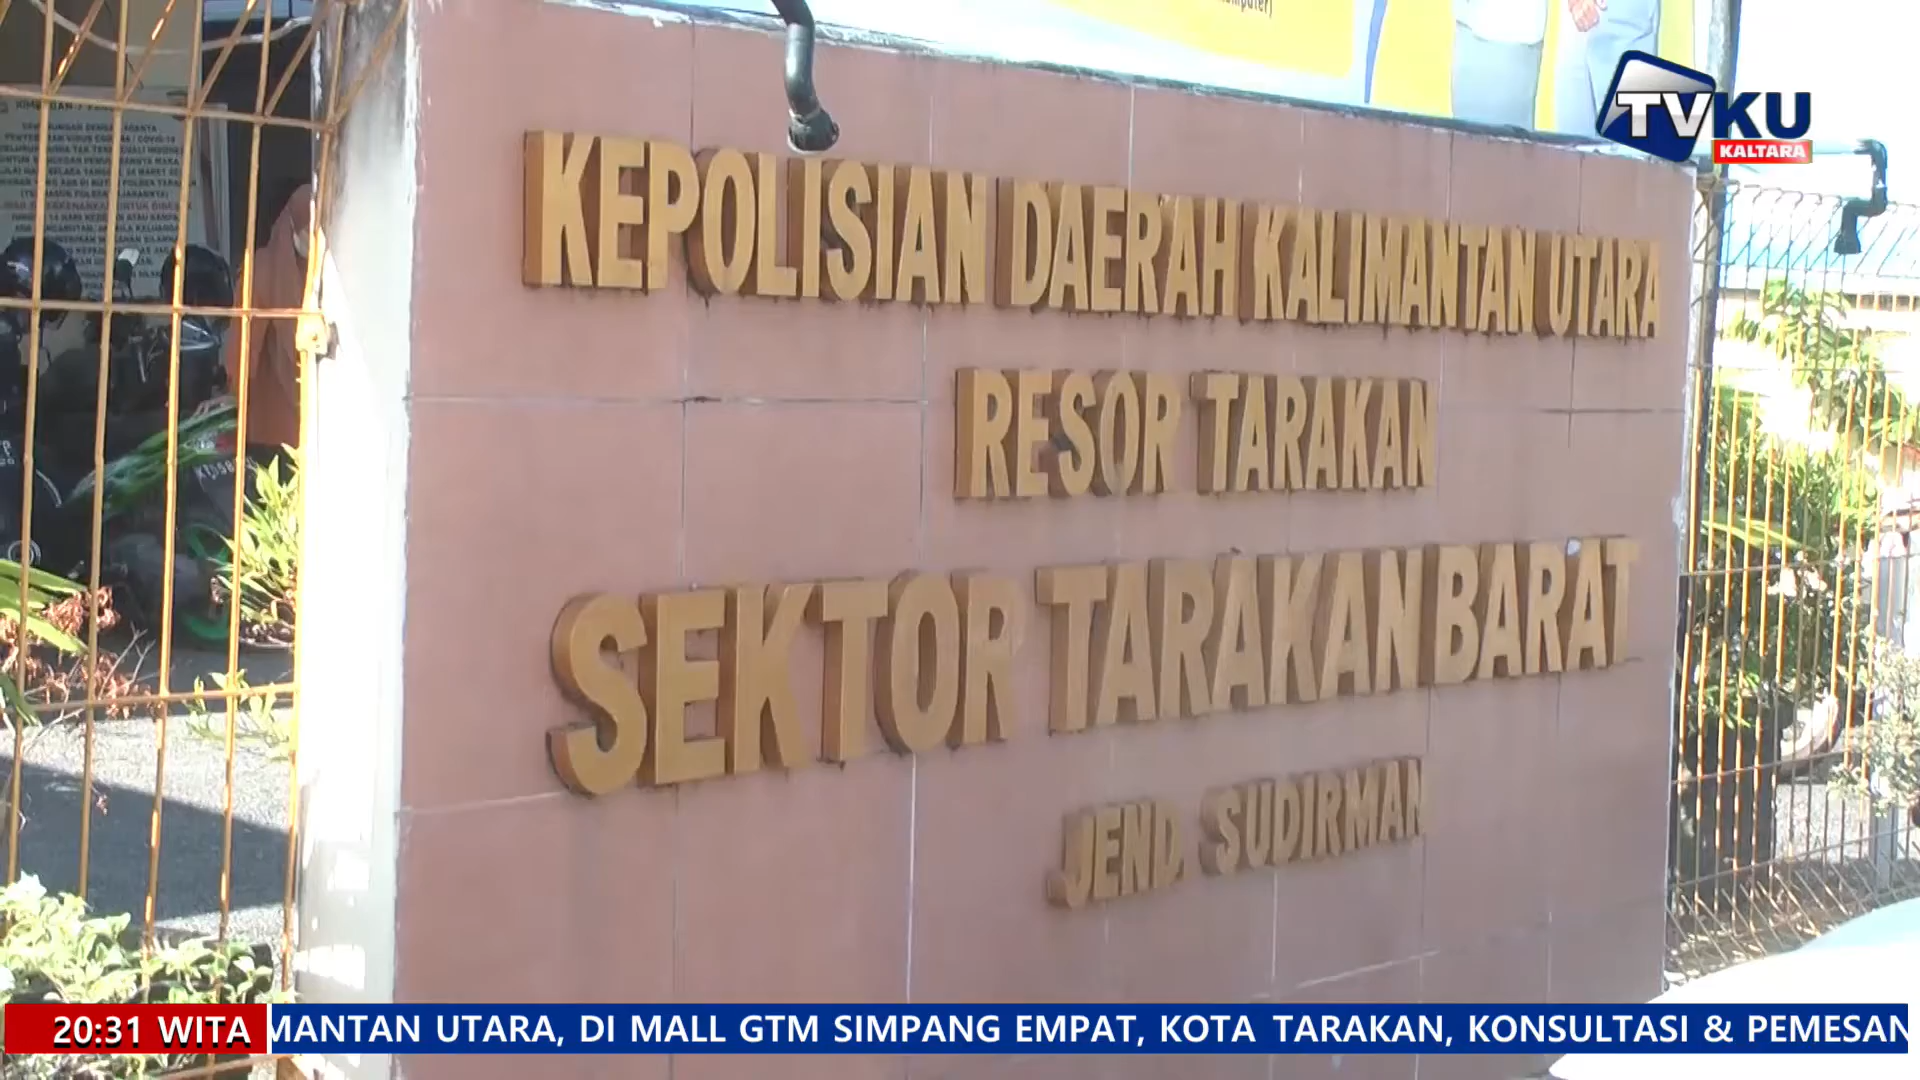 TVKU
KALTARA
KEPOLISIAN DAERAH KALIMANTAN UTARA
RESOR TARAKAN
SEKTOR TARAKAN BARAT
JEND. SUDIRMAN
20:31 WITA
MANTAN UTARA, DI MALL GTM SIMPANG EMPAT, KOTA TARAKAN, KONSULTASI & PEMESAN